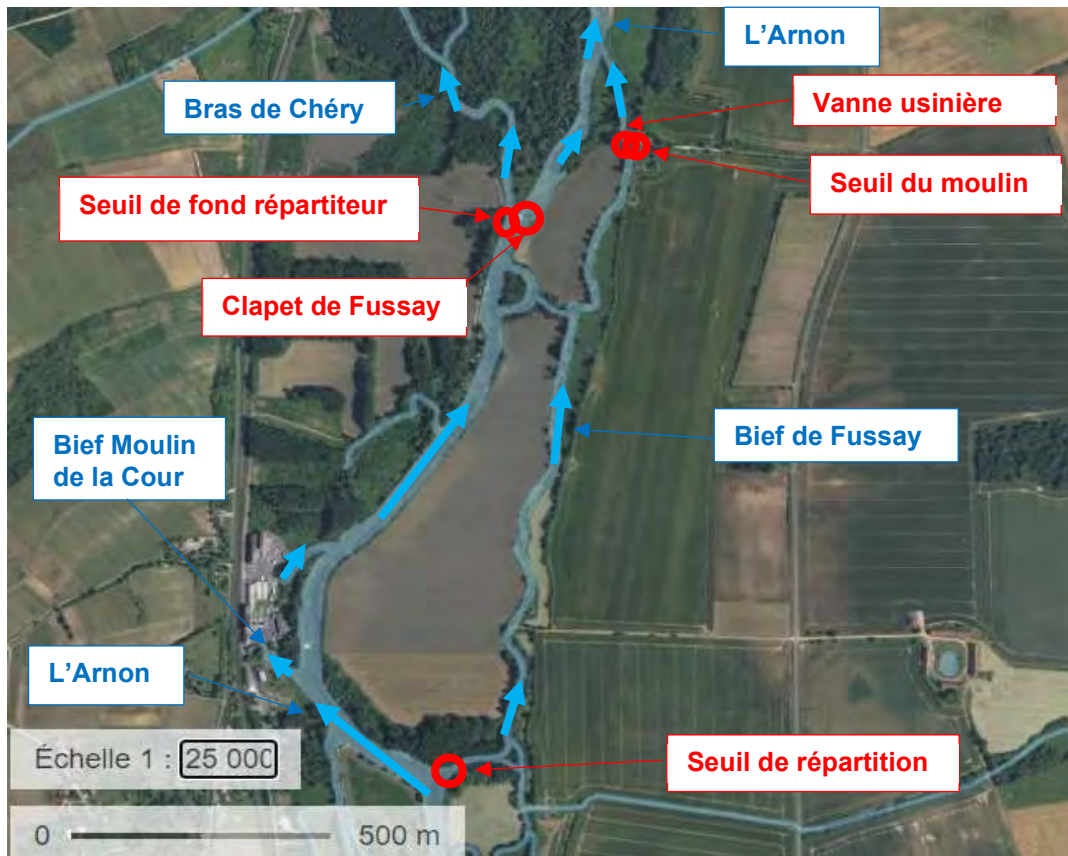 L'Arnon
Bras de Chéry
Vanne usinière
Seuil de fond répartiteur
Seuil du moulin
Clapet de Fussay
Bief Moulin
de la Cour
Bief de Fussay
L'Arnon
Échelle 1 : 25 000
Seuil de répartition
0 500 m